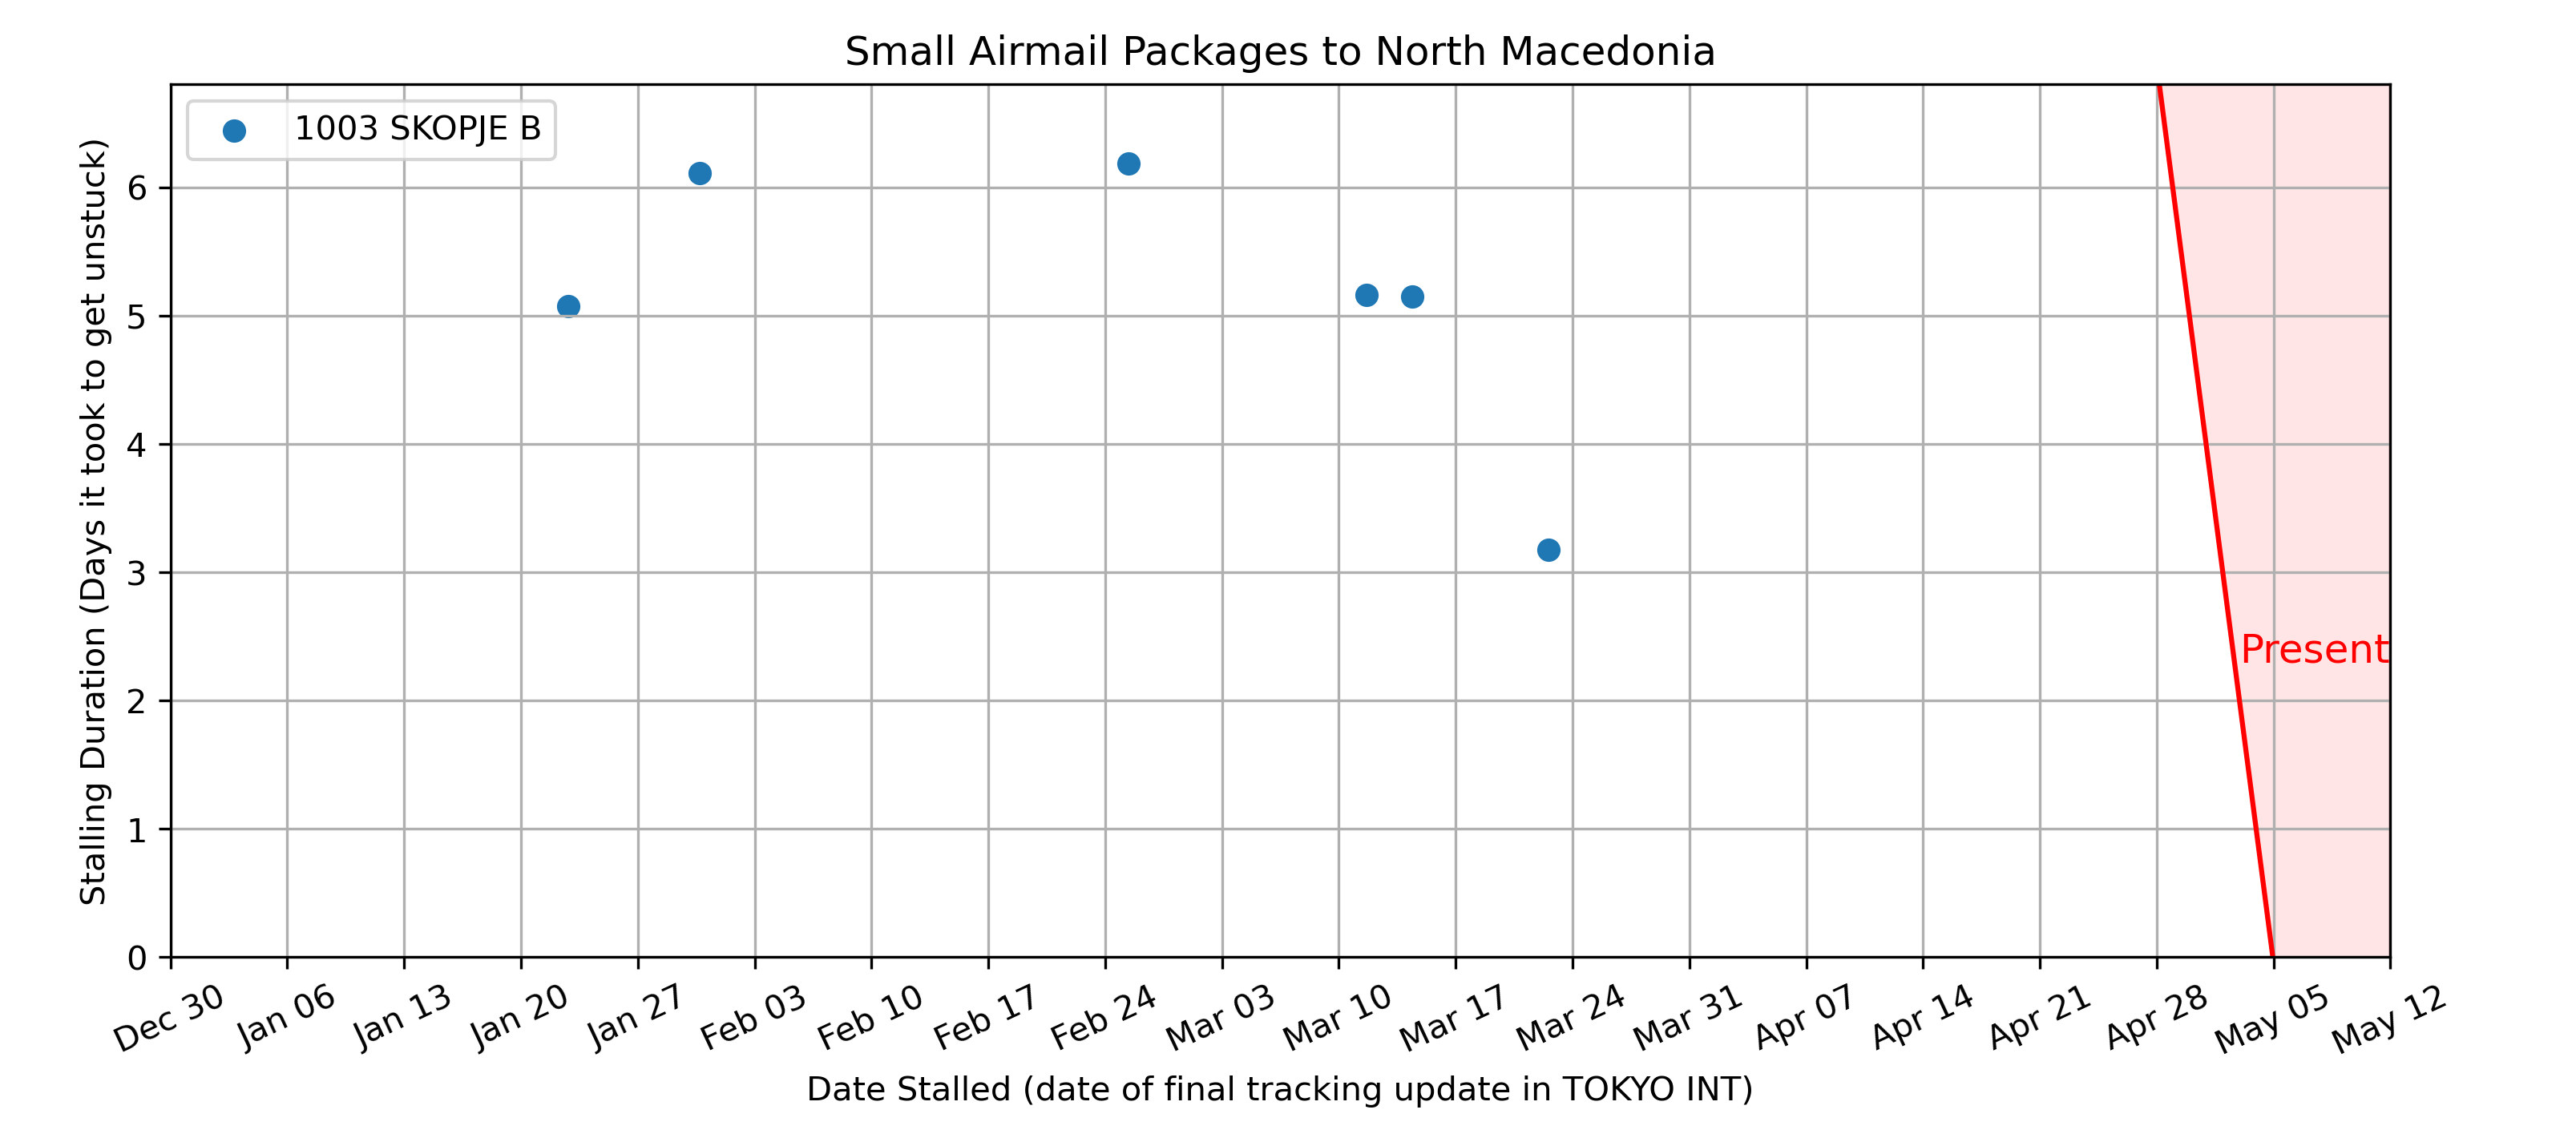 Small Airmail Packages to North Macedonia
1003 SKOPJE B
Stalling Duration (Days it took to get unstuck)
6
5
4
3
2
1
0
Present
Dec 30
Jan 06
Jan 13
Jan 20
Jan 27
Feb 03
Feb 10
Feb 17
Feb 24
Mar 03
Mar 10
Mar 17
Mar 24
Mar 31
Apr 07
Apr 14
Apr 21
Apr 28
May 05
May 12
Date Stalled (date of final tracking update in TOKYO INT)